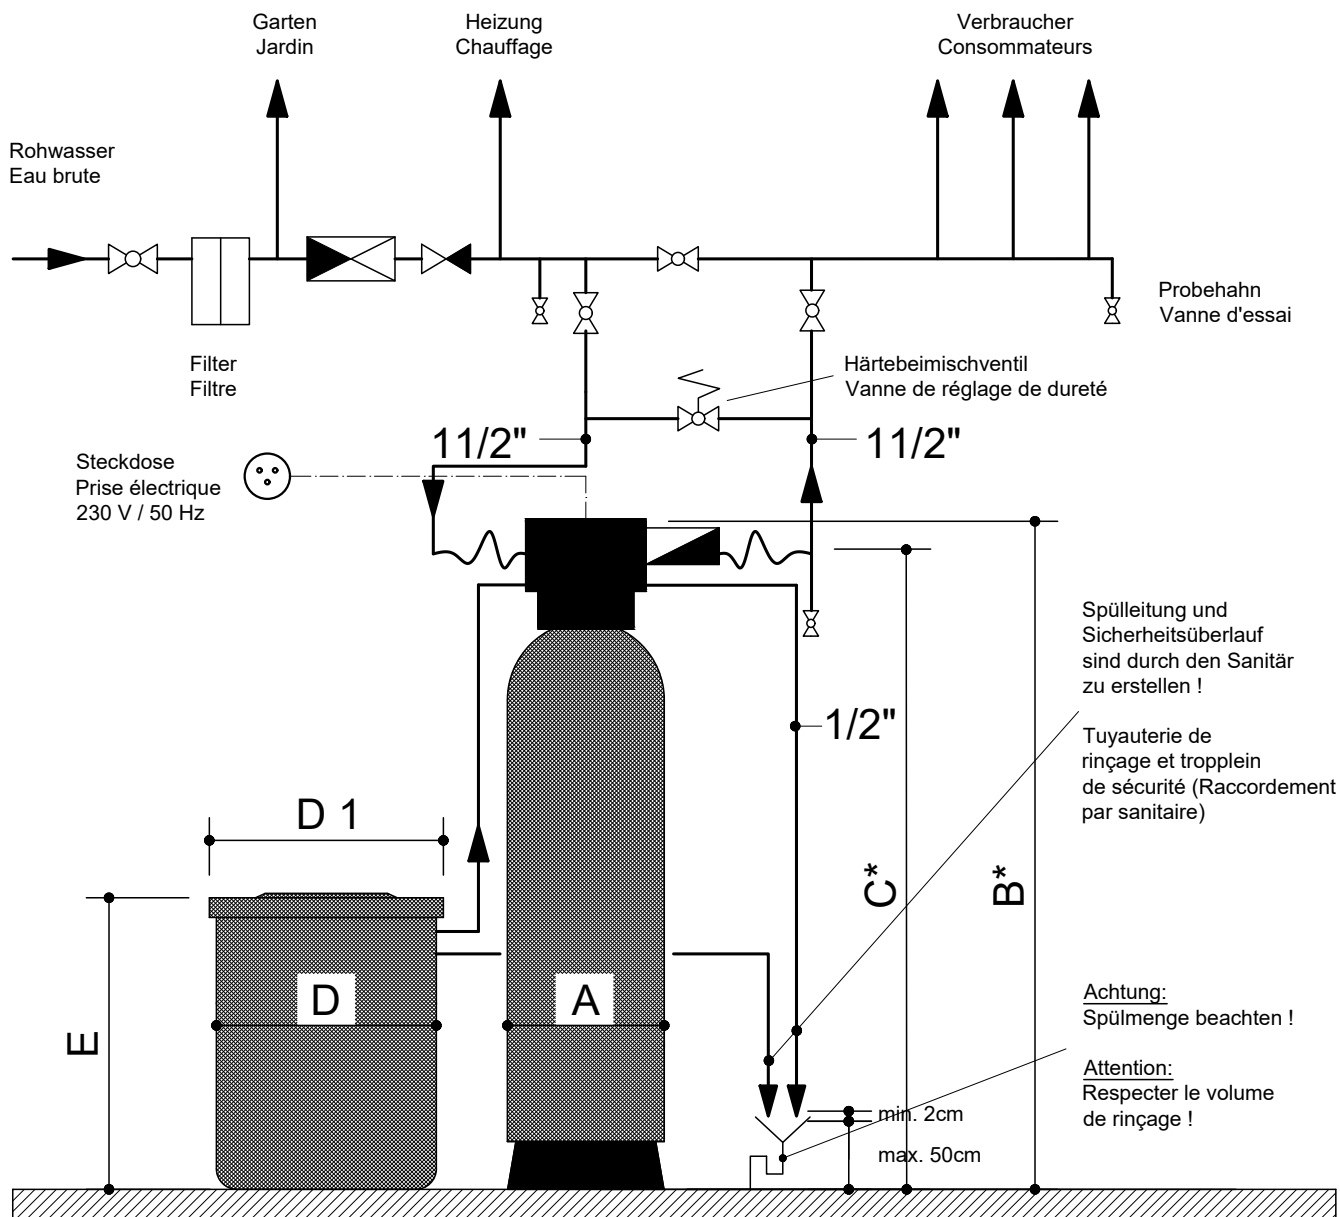 Garten
Jardin
Heizung
Chauffage
Verbraucher
Consommateurs
Rohwasser
Eau brute
Probehahn
Vanne d'essai
Filter
Filtre
Härtebeimischventil
Vanne de réglage de dureté
11/2"
11/2"
Steckdose
Prise électrique
230 V / 50 Hz
Spülleitung und
Sicherheitsüberlauf
sind durch den Sanitär
zu erstellen !
1/2"
Tuyauterie de
rinçage et tropplein
de sécurité (Raccordement
par sanitaire)
D 1
C*
B*
D
A
E
Achtung:
Spülmenge beachten !
Attention:
Respecter le volume
de rinçage !
min. 2cm
max. 50cm